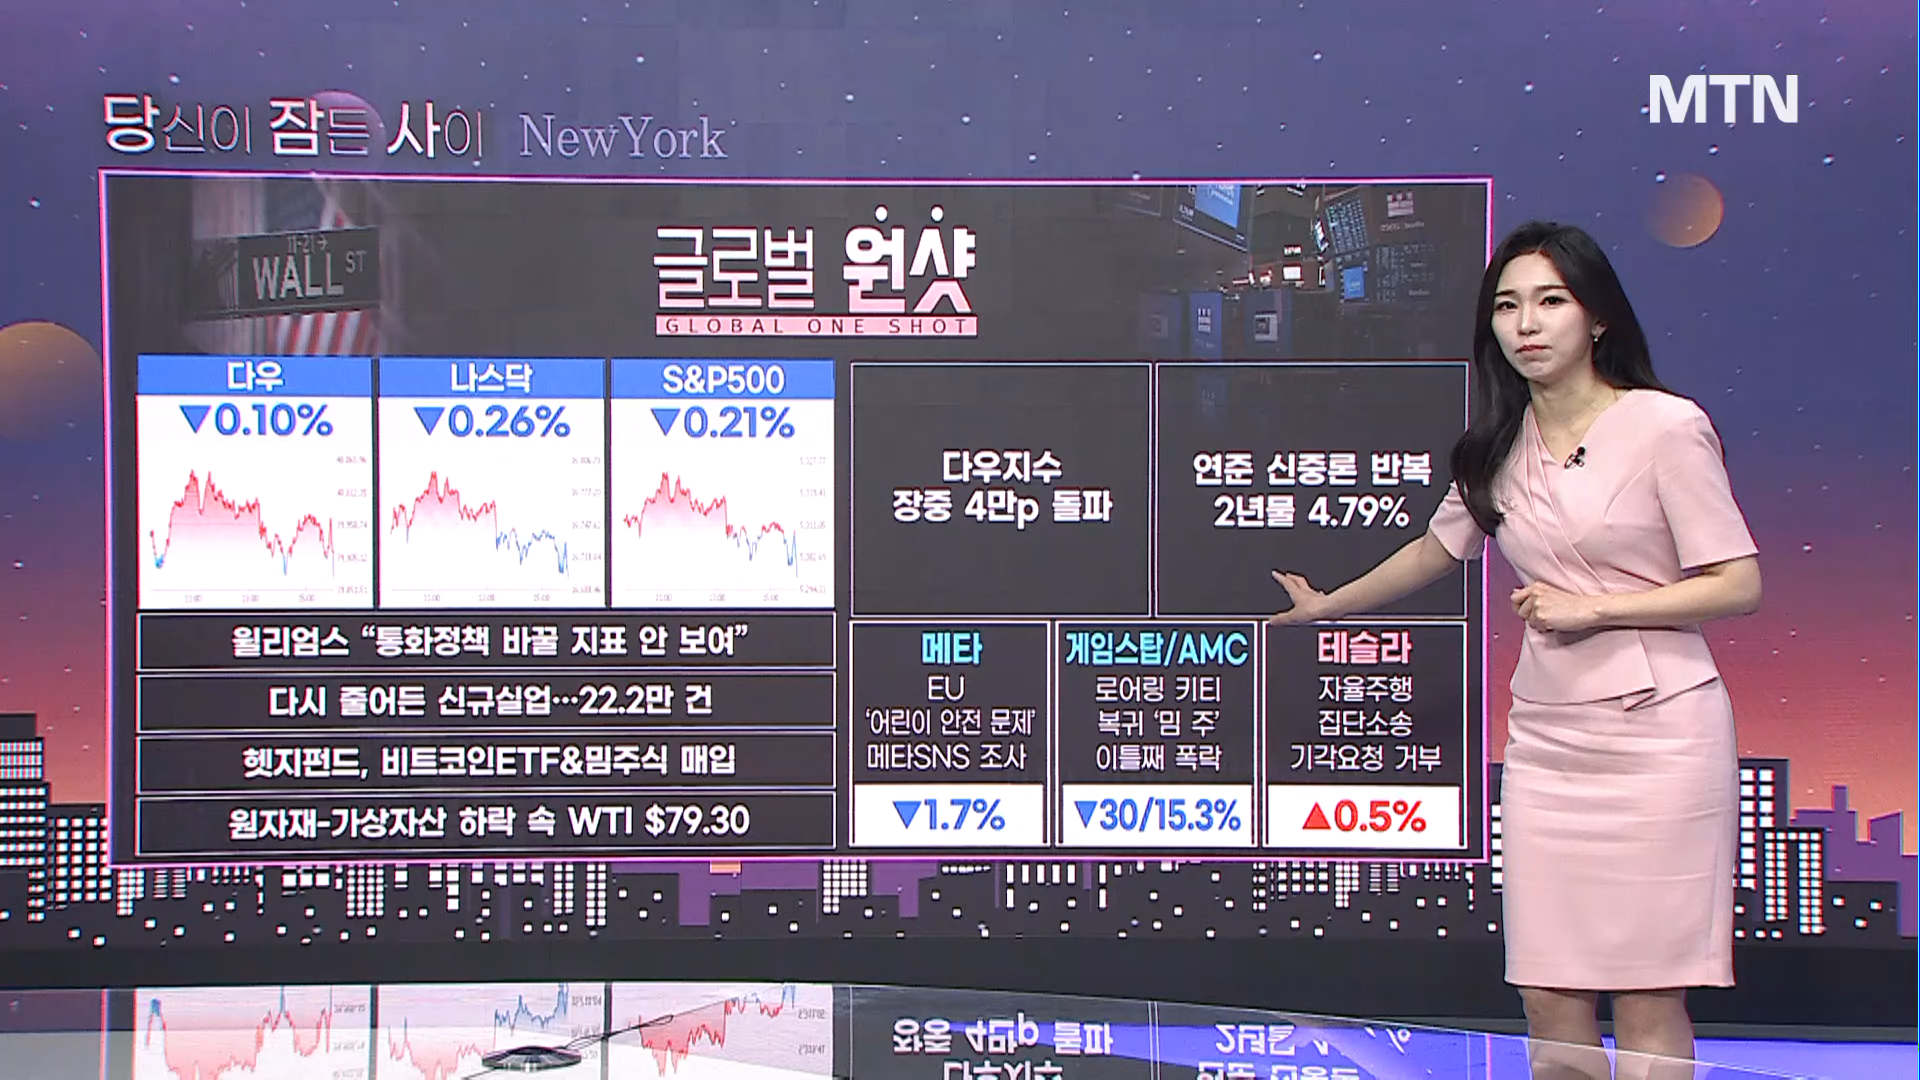 당신이 잠든 사이 NewYork
MTN
WALL ST
글로벌 원샷
GLOBAL ONE SHOT
다우
▼0.10%
나스닥
▼0.26%
S&P500
▼0.21%
11:00 13:00 15:00
다우지수
장중 4만p 돌파
연준 신중론 반복
2년물 4.79%
윌리엄스 “통화정책 바꿀 지표 안 보여”
다시 줄어든 신규실업…22.2만 건
헷지펀드, 비트코인ETF&밈주식 매입
원자재-가상자산 하락 속 WTI $79.30
메타
EU
‘어린이 안전 문제’
메타SNS 조사
▼1.7%
게임스탑/AMC
로어링 키티
복귀 ‘밈 주’
이틀째 폭락
▼30/15.3%
테슬라
자율주행
집단소송
기각요청 거부
▲0.5%